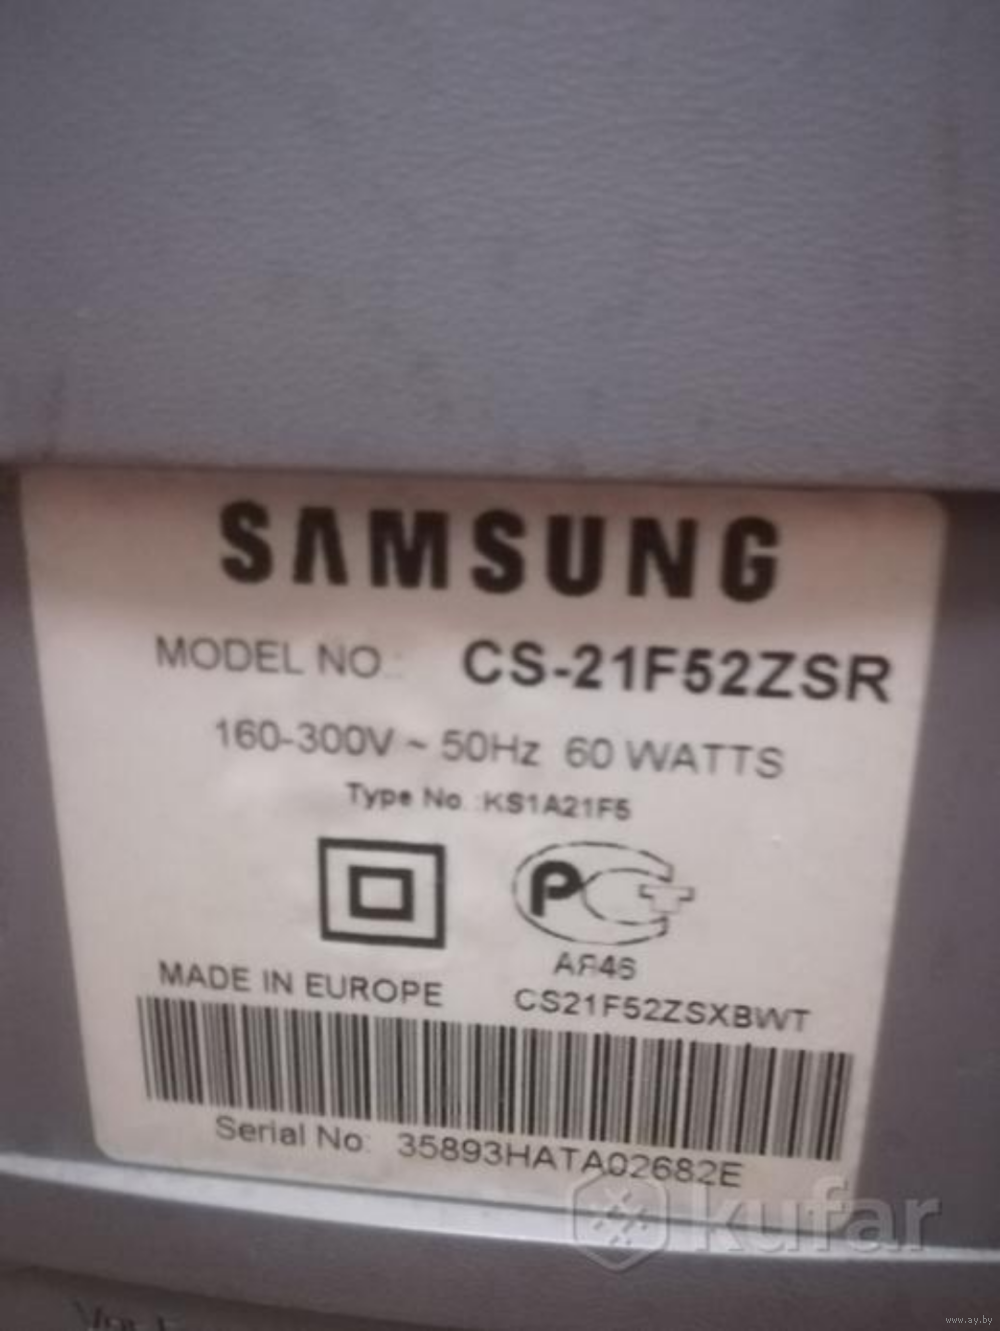 SAMSUNG
MODEL NO.: CS-21F52ZSR
160-300V ~ 50Hz 60 WATTS
Type No.:KS1A21F5
АЯ46
MADE IN EUROPE CS21F52ZSXBWT
Serial No: 35893HATA02682E
kufar
www.ay.by